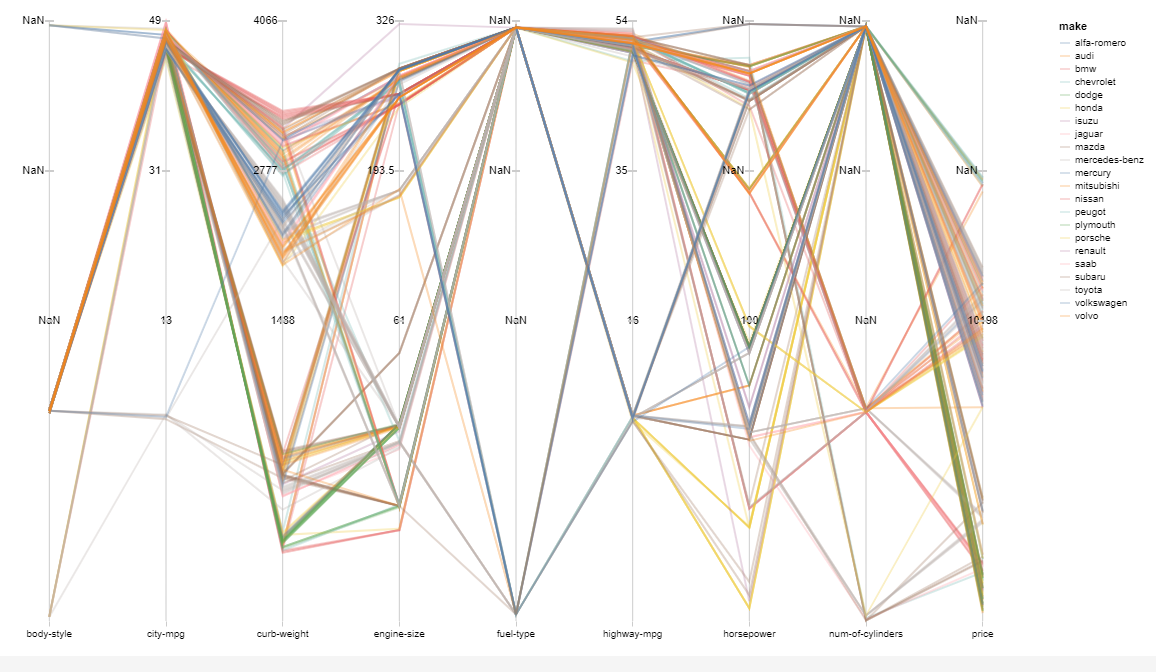 NaN 49 4066 326 NaN 54 NaN NaN NaN
NaN 31 2777 193.5 NaN 35 NaN NaN NaN
NaN 13 1488 61 NaN 16 NaN
body-style city-mpg curb-weight engine-size fuel-type highway-mpg horsepower num-of-cylinders price
make
alfa-romero
audi
bmw
chevrolet
dodge
honda
isuzu
jaguar
mazda
mercedes-benz
mercury
mitsubishi
nissan
peugot
plymouth
porsche
renault
saab
subaru
toyota
volkswagen
volvo